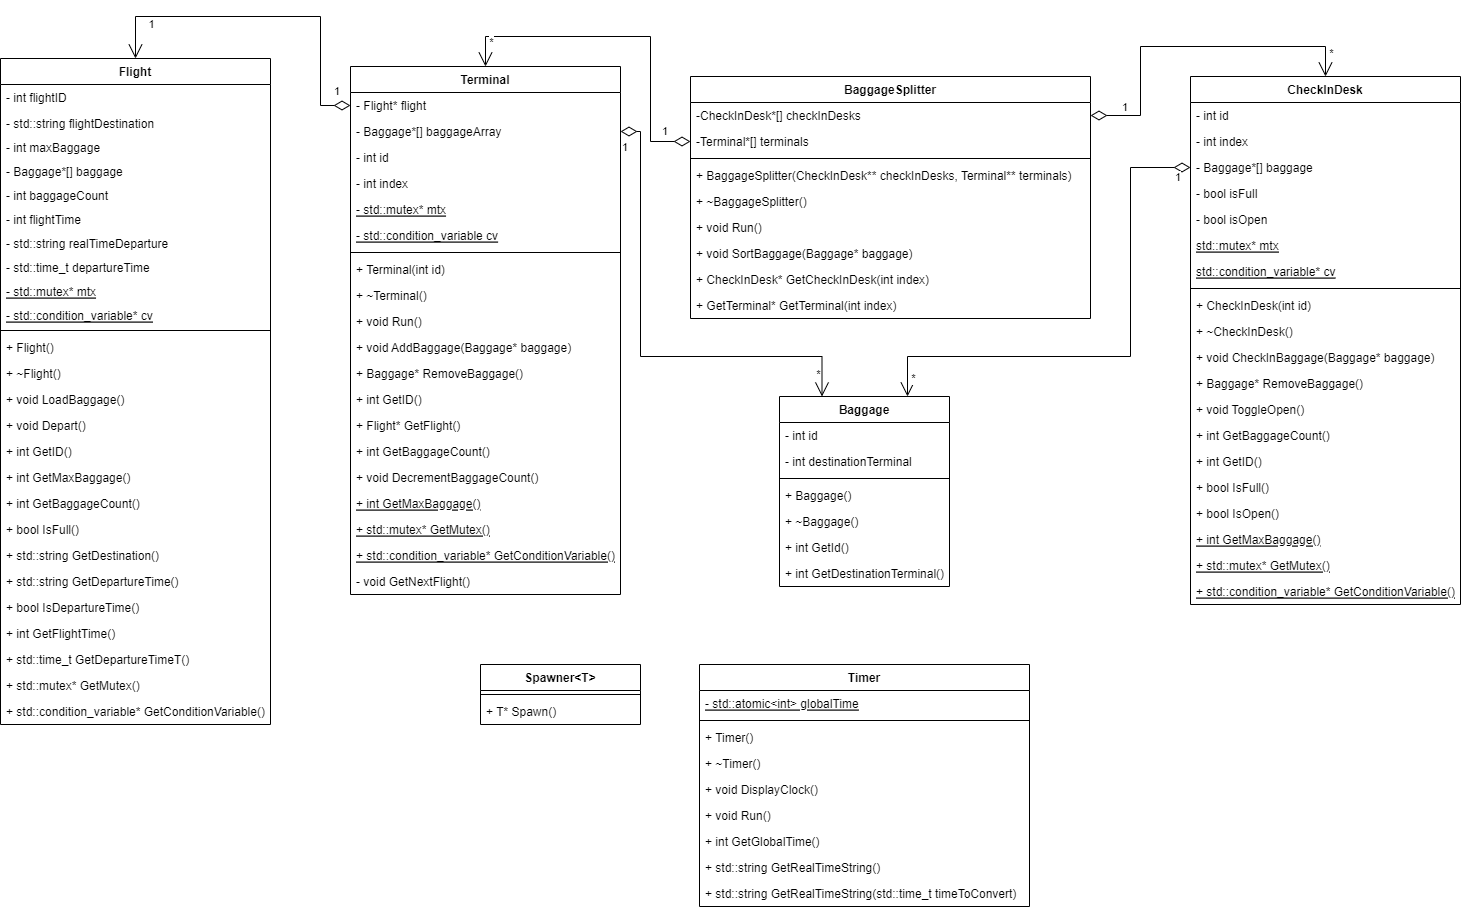 Flight
- int flightID
- std::string flightDestination
- int maxBaggage
- Baggage*[] baggage
- int baggageCount
- int flightTime
- std::string realTimeDeparture
- std::time_t departureTime
- std::mutex* mtx
- std::condition_variable* cv
+ Flight()
+ ~Flight()
+ void LoadBaggage()
+ void Depart()
+ int GetID()
+ int GetMaxBaggage()
+ int GetBaggageCount()
+ bool IsFull()
+ std::string GetDestination()
+ std::string GetDepartureTime()
+ bool IsDepartureTime()
+ int GetFlightTime()
+ std::time_t GetDepartureTimeT()
+ std::mutex* GetMutex()
+ std::condition_variable* GetConditionVariable()
1
1
Terminal
- Flight* flight
- Baggage*[] baggageArray
- int id
- int index
- std::mutex* mtx
- std::condition_variable cv
+ Terminal(int id)
+ ~Terminal()
+ void Run()
+ void AddBaggage(Baggage* baggage)
+ Baggage* RemoveBaggage()
+ int GetID()
+ Flight* GetFlight()
+ int GetBaggageCount()
+ void DecrementBaggageCount()
+ int GetMaxBaggage()
+ std::mutex* GetMutex()
+ std::condition_variable* GetConditionVariable()
- void GetNextFlight()
*
1
1
*
BaggageSplitter
-CheckInDesk*[] checkInDesks
-Terminal*[] terminals
+ BaggageSplitter(CheckInDesk** checkInDesks, Terminal** terminals)
+ ~BaggageSplitter()
+ void Run()
+ void SortBaggage(Baggage* baggage)
+ CheckInDesk* GetCheckInDesk(int index)
+ GetTerminal* GetTerminal(int index)
1
*
1
*
CheckInDesk
- int id
- int index
- Baggage*[] baggage
- bool isFull
- bool isOpen
std::mutex* mtx
std::condition_variable* cv
+ CheckInDesk(int id)
+ ~CheckInDesk()
+ void CheckInBaggage(Baggage* baggage)
+ Baggage* RemoveBaggage()
+ void ToggleOpen()
+ int GetBaggageCount()
+ int GetID()
+ bool IsFull()
+ bool IsOpen()
+ int GetMaxBaggage()
+ std::mutex* GetMutex()
+ std::condition_variable* GetConditionVariable()
Baggage
- int id
- int destinationTerminal
+ Baggage()
+ ~Baggage()
+ int GetId()
+ int GetDestinationTerminal()
Spawner<T>
+ T* Spawn()
Timer
- std::atomic<int> globalTime
+ Timer()
+ ~Timer()
+ void DisplayClock()
+ void Run()
+ int GetGlobalTime()
+ std::string GetRealTimeString()
+ std::string GetRealTimeString(std::time_t timeToConvert)